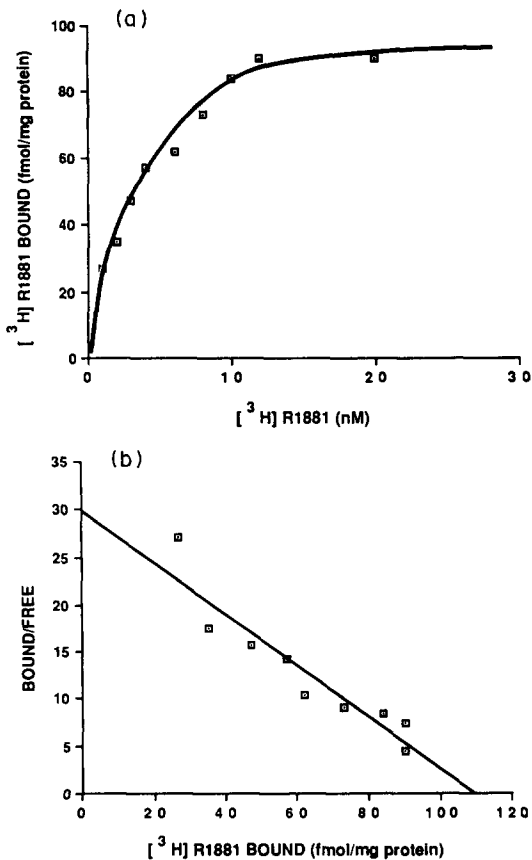 (a)
100
80
60
40
20
0
[ ³H] R1881 BOUND (fmol/mg protein)
0 10 20 30
[ ³H] R1881 (nM)
(b)
35
30
25
20
15
10
5
0
BOUND/FREE
0 20 40 60 80 100 120
[ ³H] R1881 BOUND (fmol/mg protein)